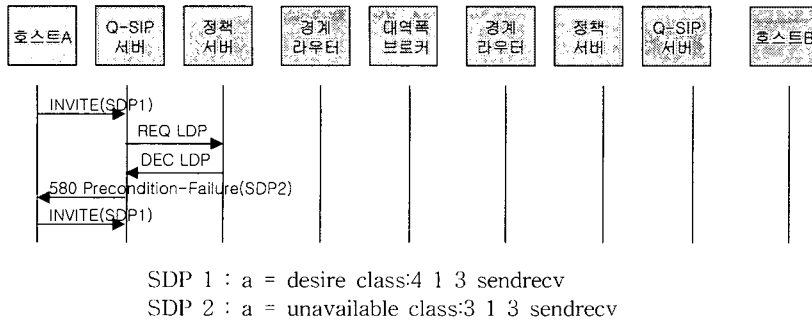 호스트A
Q-SIP
서버
정책
서버
경계
라우터
대역폭
브로커
경계
라우터
정책
서버
Q-SIP
서버
호스트B
INVITE(SDP1)
REQ LDP
DEC LDP
580 Precondition-Failure(SDP2)
INVITE(SDP1)
SDP 1 : a = desire class:4 1 3 sendrecv
SDP 2 : a = unavailable class:3 1 3 sendrecv